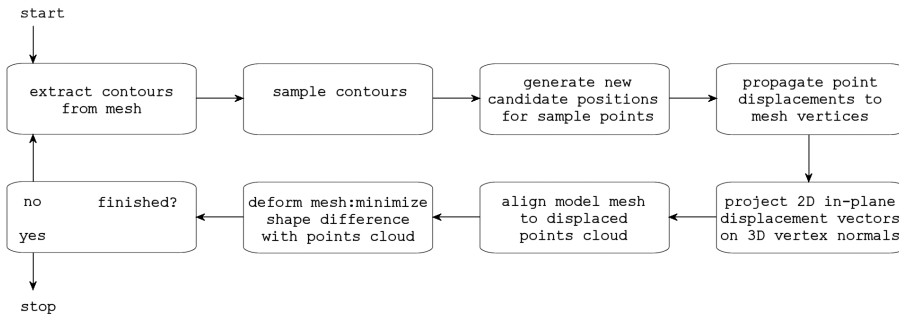 start
extract contours
from mesh
sample contours
generate new
candidate positions
for sample points
propagate point
displacements to
mesh vertices
project 2D in-plane
displacement vectors
on 3D vertex normals
align model mesh
to displaced
points cloud
deform mesh:minimize
shape difference
with points cloud
no finished?
yes
stop